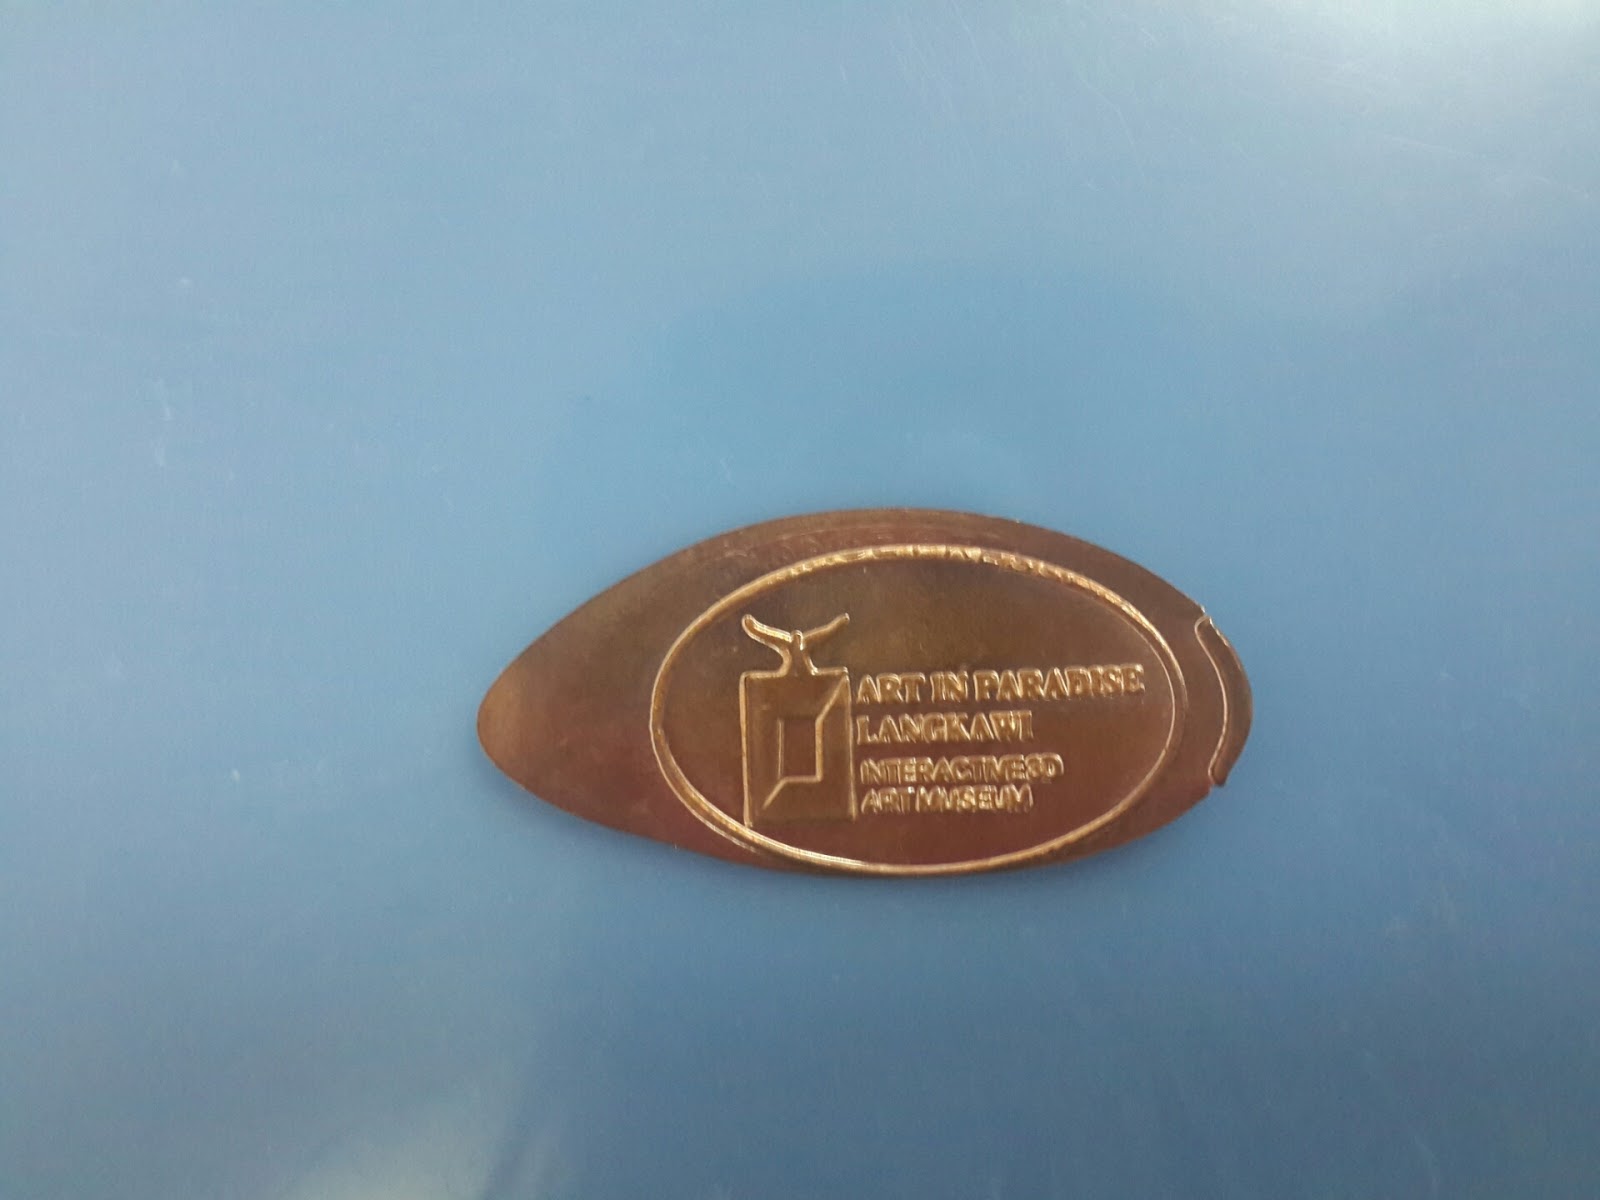 ART IN PARADISE
LANGKAWI
INTERACTIVE 3D
ART MUSEUM